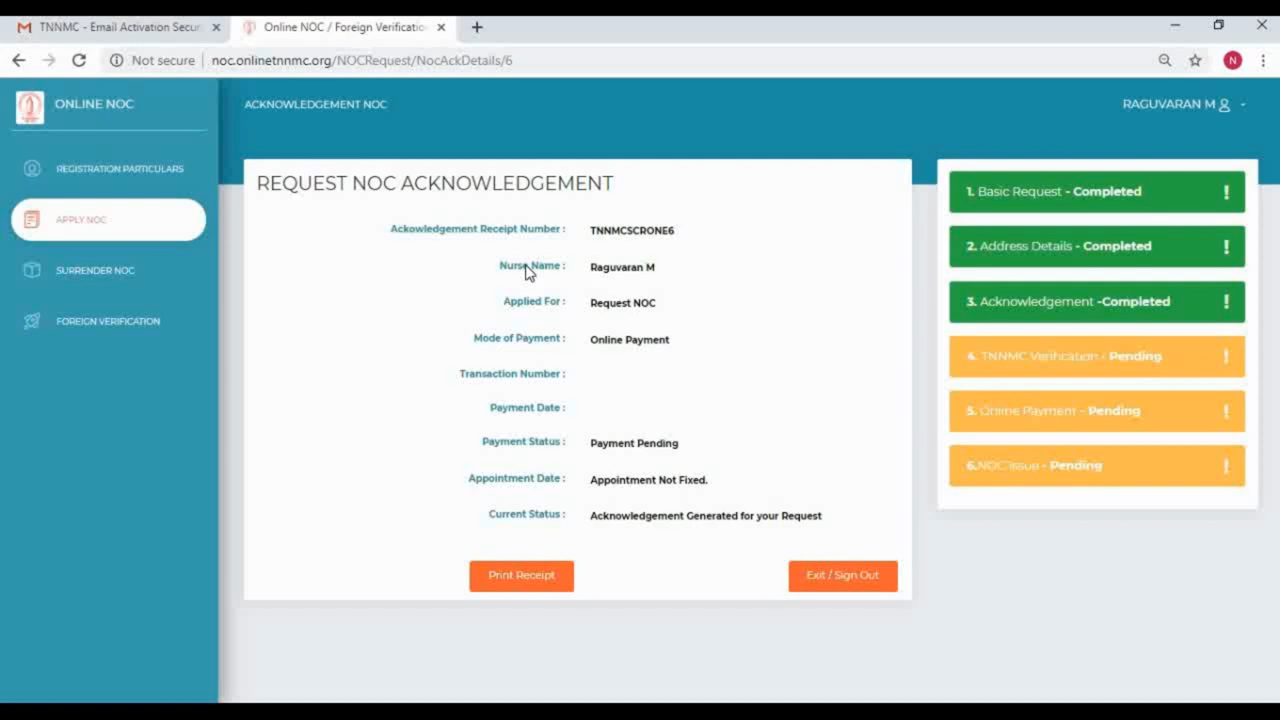 TNNMC - Email Activation Secur
Online NOC / Foreign Verificatio
Not secure
noc.onlinetnnmc.org/NOCRequest/NocAckDetails/6
N
ONLINE NOC
ACKNOWLEDGEMENT NOC
RAGUVARAN M
REGISTRATION PARTICULARS
APPLY NOC
SURRENDER NOC
FOREIGN VERIFICATION
REQUEST NOC ACKNOWLEDGEMENT
Ackowledgement Receipt Number : TNNMCSCRONE6
Nurse Name : Raguvaran M
Applied For : Request NOC
Mode of Payment : Online Payment
Transaction Number :
Payment Date :
Payment Status : Payment Pending
Appointment Date : Appointment Not Fixed.
Current Status : Acknowledgement Generated for your Request
Print Receipt
Exit / Sign Out
1. Basic Request - Completed
2. Address Details - Completed
3. Acknowledgement -Completed
4. TNNMC Verification - Pending
5. Online Payment - Pending
6.NOC issue - Pending